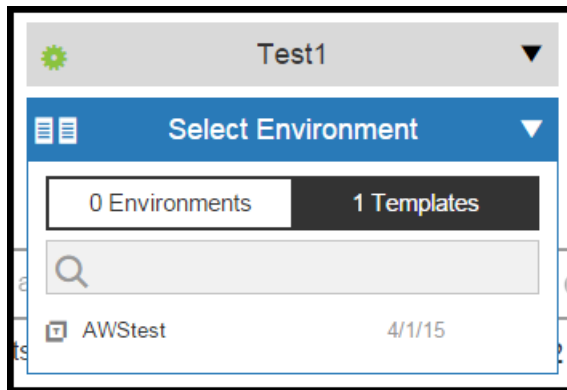 Test1
Select Environment
0 Environments 1 Templates
AWStest 4/1/15